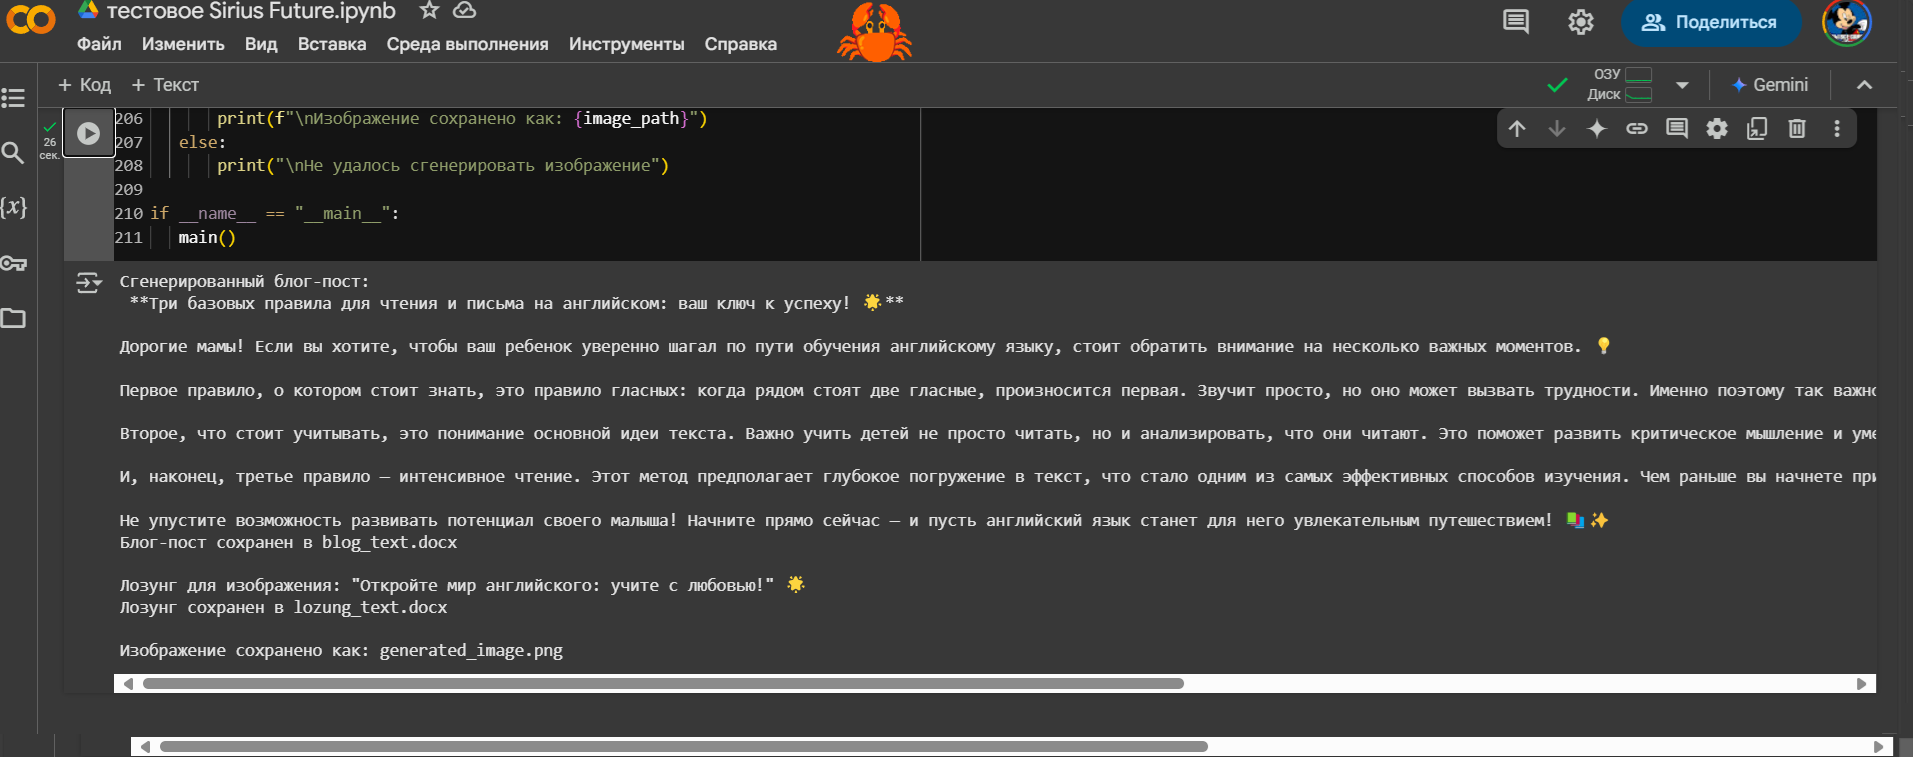 тестовое Sirius Future.ipynb
Поделиться
Файл Изменить Вид Вставка Среда выполнения Инструменты Справка
+ Код + Текст
ОЗУ
Диск
Gemini
26
сек.
206 print(f"\nИзображение сохранено как: {image_path}")
207 else:
208 print("\nНе удалось сгенерировать изображение")
209
210 if __name__ == "__main__":
211 main()
{x}
Сгенерированный блог-пост:
**Три базовых правила для чтения и письма на английском: ваш ключ к успеху! 🌟**
Дорогие мамы! Если вы хотите, чтобы ваш ребенок уверенно шагал по пути обучения английскому языку, стоит обратить внимание на несколько важных моментов. 💡
Первое правило, о котором стоит знать, это правило гласных: когда рядом стоят две гласные, произносится первая. Звучит просто, но оно может вызвать трудности. Именно поэтому так важно
Второе, что стоит учитывать, это понимание основной идеи текста. Важно учить детей не просто читать, но и анализировать, что они читают. Это поможет развить критическое мышление и уме
И, наконец, третье правило — интенсивное чтение. Этот метод предполагает глубокое погружение в текст, что стало одним из самых эффективных способов изучения. Чем раньше вы начнете при
Не упустите возможность развивать потенциал своего малыша! Начните прямо сейчас — и пусть английский язык станет для него увлекательным путешествием! 📚✨
Блог-пост сохранен в blog_text.docx
Лозунг для изображения: "Откройте мир английского: учите с любовью!" 🌟
Лозунг сохранен в lozung_text.docx
Изображение сохранено как: generated_image.png